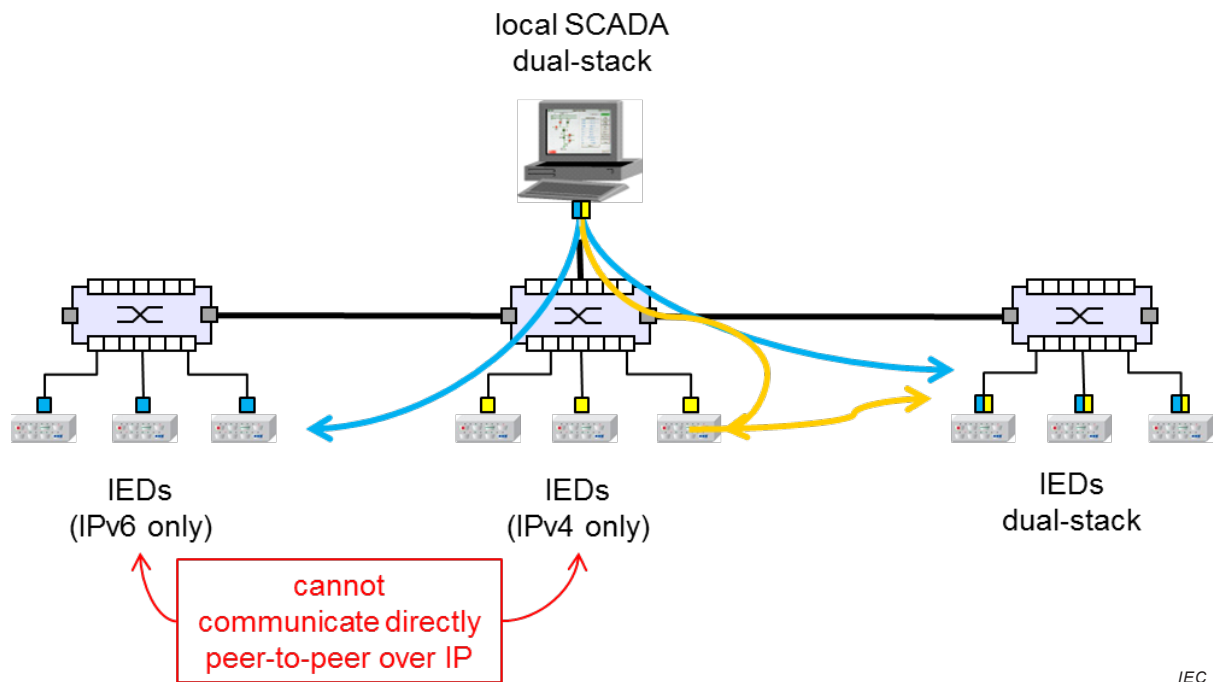 local SCADA
dual-stack
IEDs
(IPv6 only)
IEDs
(IPv4 only)
IEDs
dual-stack
cannot
communicate directly
peer-to-peer over IP
IEC